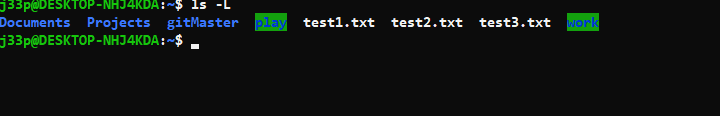 j33p@DESKTOP-NHJ4KDA:~$ ls -L
Documents Projects gitMaster play test1.txt test2.txt test3.txt work
j33p@DESKTOP-NHJ4KDA:~$